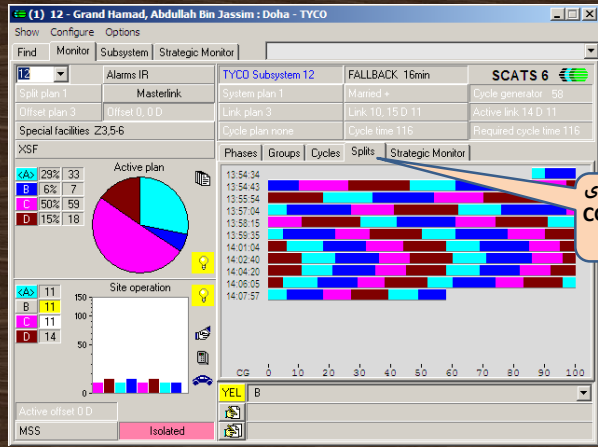 (1) 12 - Grand Hamad, Abdullah Bin Jassim : Doha - TYCO
Show Configure Options
Find Monitor Subsystem Strategic Monitor
12 Alarms IR
Split plan 1 Masterlink
Offset plan 3 Offset 0, 0 D
Special facilities Z3,5-6
XSF
TYCO Subsystem 12 FALLBACK 16min SCATS 6
System plan 1 Married + Cycle generator 58
Link plan 3 Link 10, 15 D 11 Active link 14 D 11
Cycle plan none Cycle time 116 Required cycle time 116
Phases Groups Cycles Splits Strategic Monitor
Active plan
<A> 29% 33
B 6% 7
C 50% 59
D 15% 18
Site operation
<A> 11
B 11
C 11
D 14
150
100
50
0
Active offset 0 D
MSS Isolated
13:54:34
13:54:43
13:55:54
13:57:04
13:58:15
13:59:35
14:01:04
14:02:40
14:04:20
14:06:05
14:07:57
CG 0 10 20 30 40 50 60 70 80 90 100
YEL B